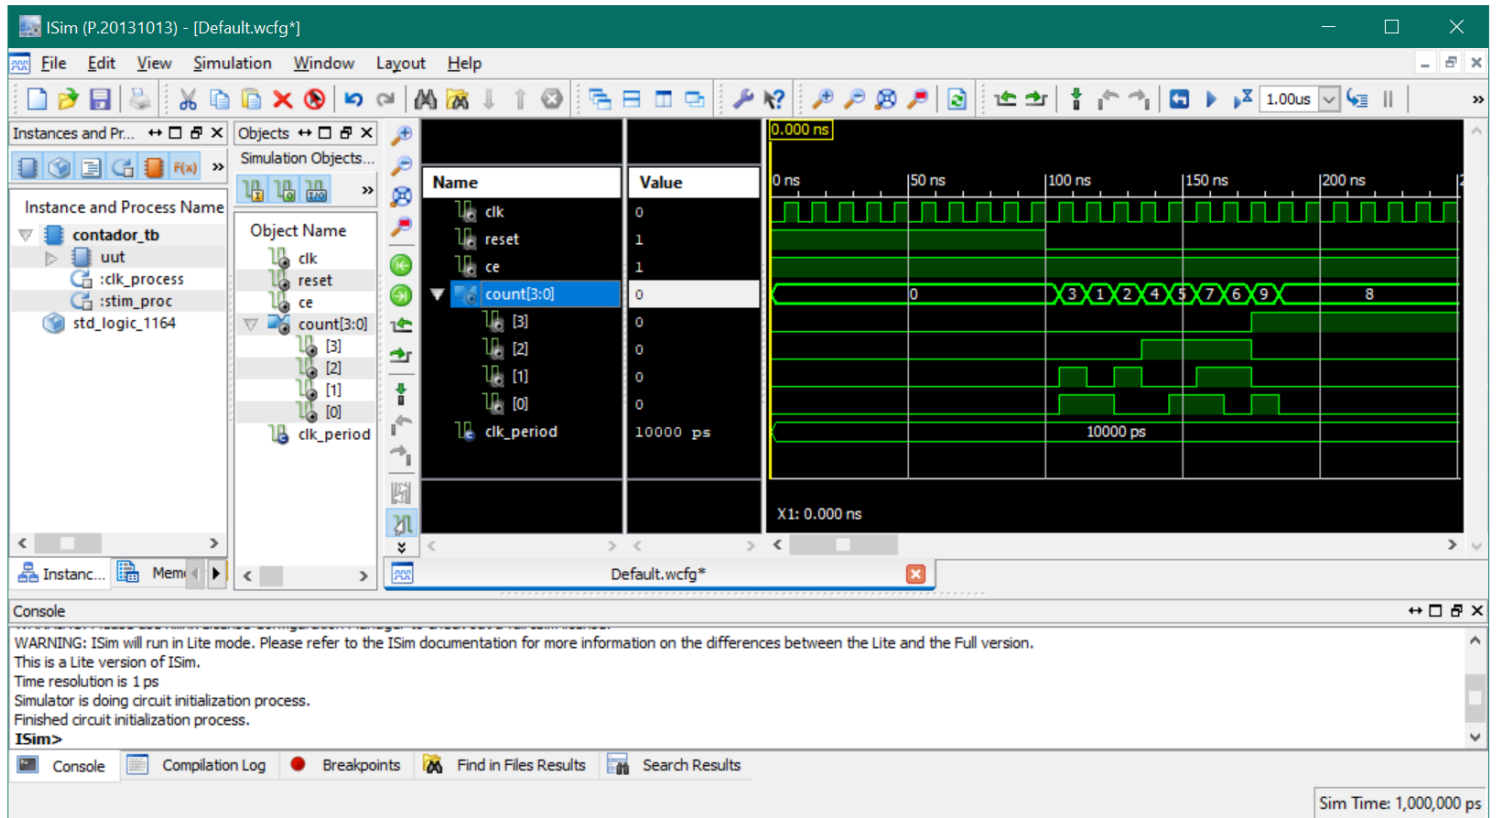 ISim (P.20131013) - [Default.wcfg*]
File Edit View Simulation Window Layout Help
1.00us
Instances and Pr...
Instance and Process Name
contador_tb
uut
:clk_process
:stim_proc
std_logic_1164
Instanc... Mem
Objects
Simulation Objects...
Object Name
clk
reset
ce
count[3:0]
[3]
[2]
[1]
[0]
clk_period
Name Value
clk 0
reset 1
ce 1
count[3:0] 0
[3] 0
[2] 0
[1] 0
[0] 0
clk_period 10000 ps
0.000 ns
0 ns 50 ns 100 ns 150 ns 200 ns
0 3 1 2 4 5 7 6 9 8
10000 ps
X1: 0.000 ns
Default.wcfg*
Console
WARNING: ISim will run in Lite mode. Please refer to the ISim documentation for more information on the differences between the Lite and the Full version.
This is a Lite version of ISim.
Time resolution is 1 ps
Simulator is doing circuit initialization process.
Finished circuit initialization process.
ISim>
Console Compilation Log Breakpoints Find in Files Results Search Results
Sim Time: 1,000,000 ps